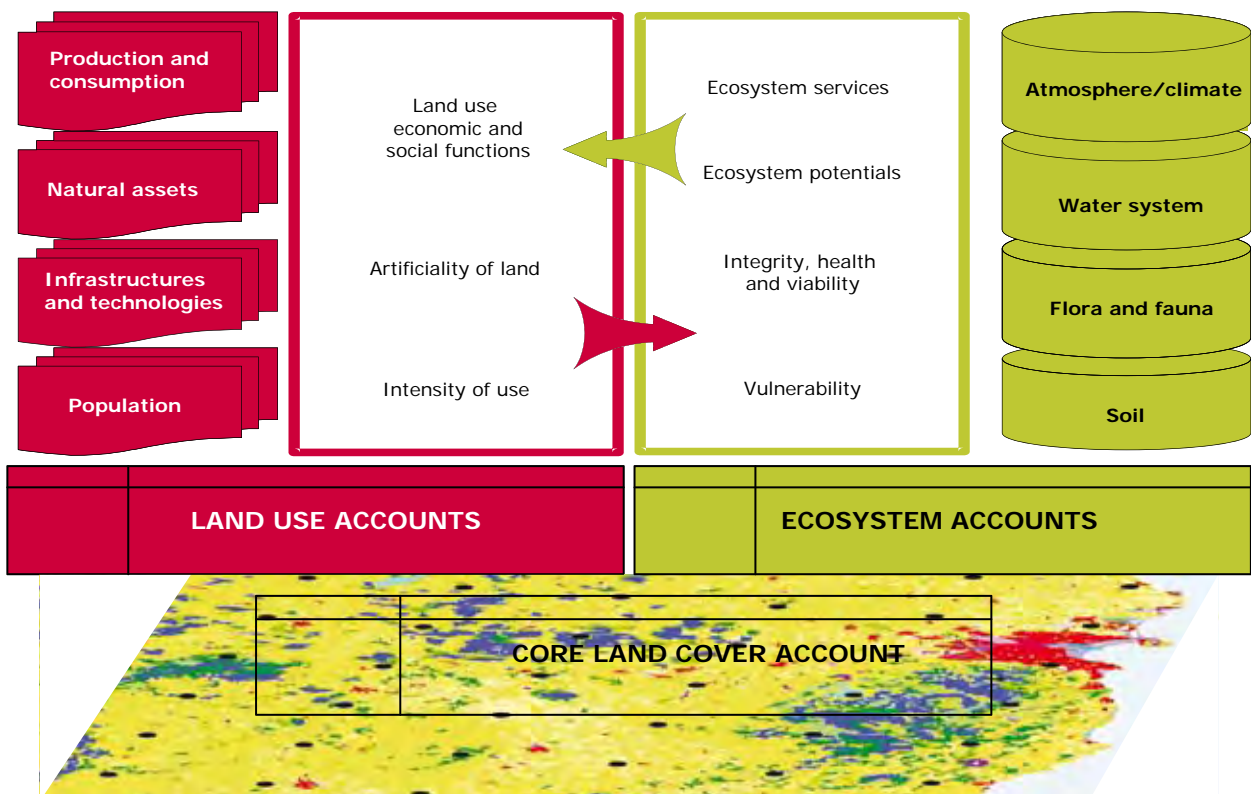 Production and
consumption
Natural assets
Infrastructures
and technologies
Population
Land use
economic and
social functions
Artificiality of land
Intensity of use
Ecosystem services
Ecosystem potentials
Integrity, health
and viability
Vulnerability
Atmosphere/climate
Water system
Flora and fauna
Soil
LAND USE ACCOUNTS
ECOSYSTEM ACCOUNTS
CORE LAND COVER ACCOUNT